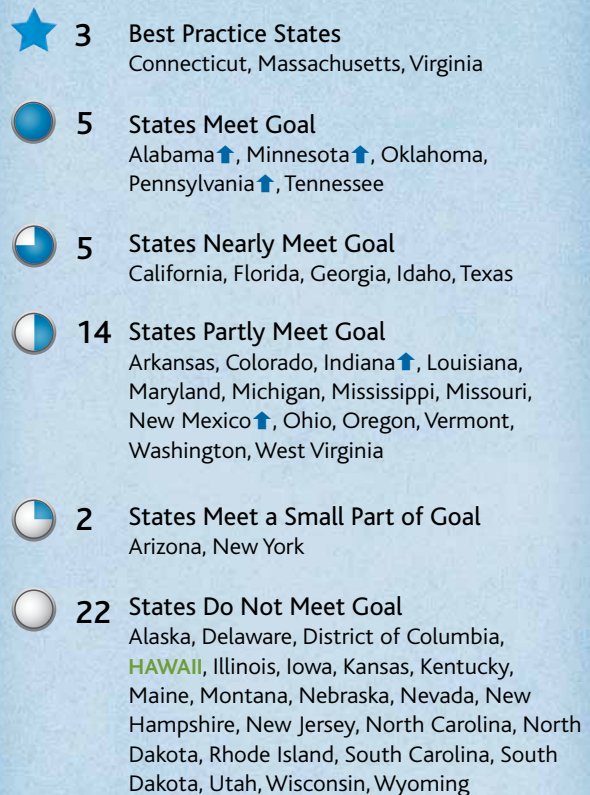 3 Best Practice States
Connecticut, Massachusetts, Virginia
5 States Meet Goal
Alabama⬆, Minnesota⬆, Oklahoma,
Pennsylvania⬆, Tennessee
5 States Nearly Meet Goal
California, Florida, Georgia, Idaho, Texas
14 States Partly Meet Goal
Arkansas, Colorado, Indiana⬆, Louisiana,
Maryland, Michigan, Mississippi, Missouri,
New Mexico⬆, Ohio, Oregon, Vermont,
Washington, West Virginia
2 States Meet a Small Part of Goal
Arizona, New York
22 States Do Not Meet Goal
Alaska, Delaware, District of Columbia,
HAWAII, Illinois, Iowa, Kansas, Kentucky,
Maine, Montana, Nebraska, Nevada, New
Hampshire, New Jersey, North Carolina, North
Dakota, Rhode Island, South Carolina, South
Dakota, Utah, Wisconsin, Wyoming